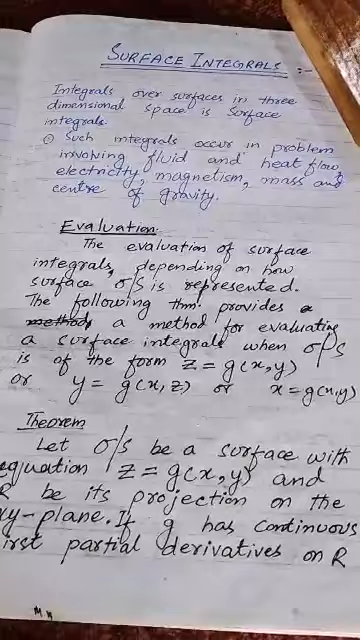 SURFACE INTEGRALS :-
Integrals over surfaces in three
dimensional space is surface
integrals.
Such integrals occur in problem
involving fluid and heat flow,
electricity, magnetism, mass and
centre of gravity.
Evaluation:
The evaluation of surface
integrals, depending on how
surface σ/s is represented.
The following thm: provides a
method a method for evaluating
a surface integrals when σ/s
is of the form z = g(x,y)
or y = g(x,z) or x = g(x,y)
Theorem
Let σ/s be a surface with
equation z = g(x,y) and
R be its projection on the
xy-plane. If g has continuous
irst partial derivatives on R